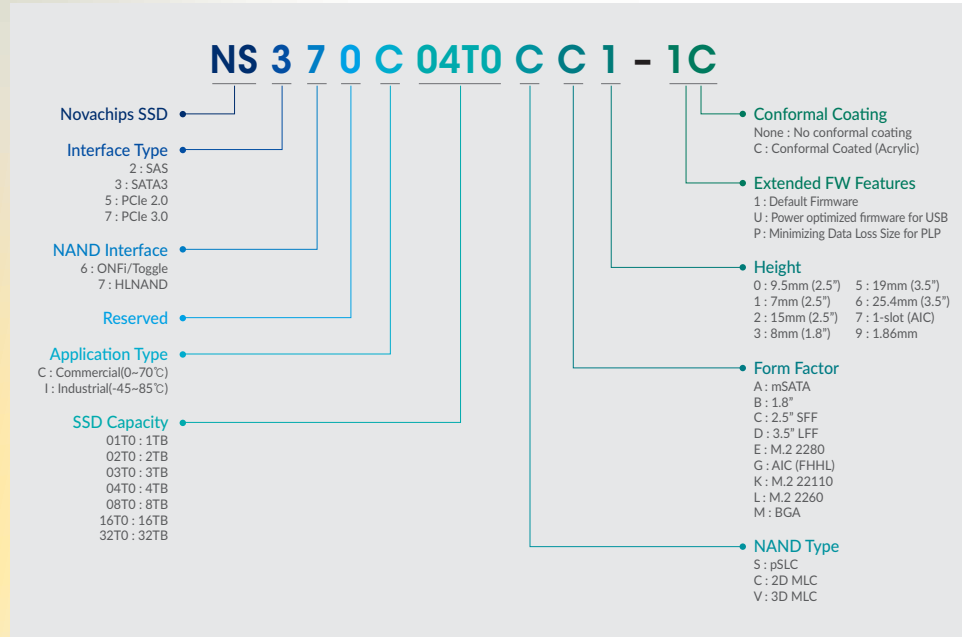 NS 3 7 0 C 04T0 C C 1 - 1C
Novachips SSD
Interface Type
2 : SAS
3 : SATA3
5 : PCIe 2.0
7 : PCIe 3.0
NAND Interface
6 : ONFi/Toggle
7 : HLNAND
Reserved
Application Type
C : Commercial(0~70℃)
I : Industrial(-45~85℃)
SSD Capacity
01T0 : 1TB
02T0 : 2TB
03T0 : 3TB
04T0 : 4TB
08T0 : 8TB
16T0 : 16TB
32T0 : 32TB
Conformal Coating
None : No conformal coating
C : Conformal Coated (Acrylic)
Extended FW Features
1 : Default Firmware
U : Power optimized firmware for USB
P : Minimizing Data Loss Size for PLP
Height
0 : 9.5mm (2.5”) 5 : 19mm (3.5”)
1 : 7mm (2.5”) 6 : 25.4mm (3.5”)
2 : 15mm (2.5”) 7 : 1-slot (AIC)
3 : 8mm (1.8”) 9 : 1.86mm
Form Factor
A : mSATA
B : 1.8”
C : 2.5” SFF
D : 3.5” LFF
E : M.2 2280
G : AIC (FHHL)
K : M.2 22110
L : M.2 2260
M : BGA
NAND Type
S : pSLC
C : 2D MLC
V : 3D MLC